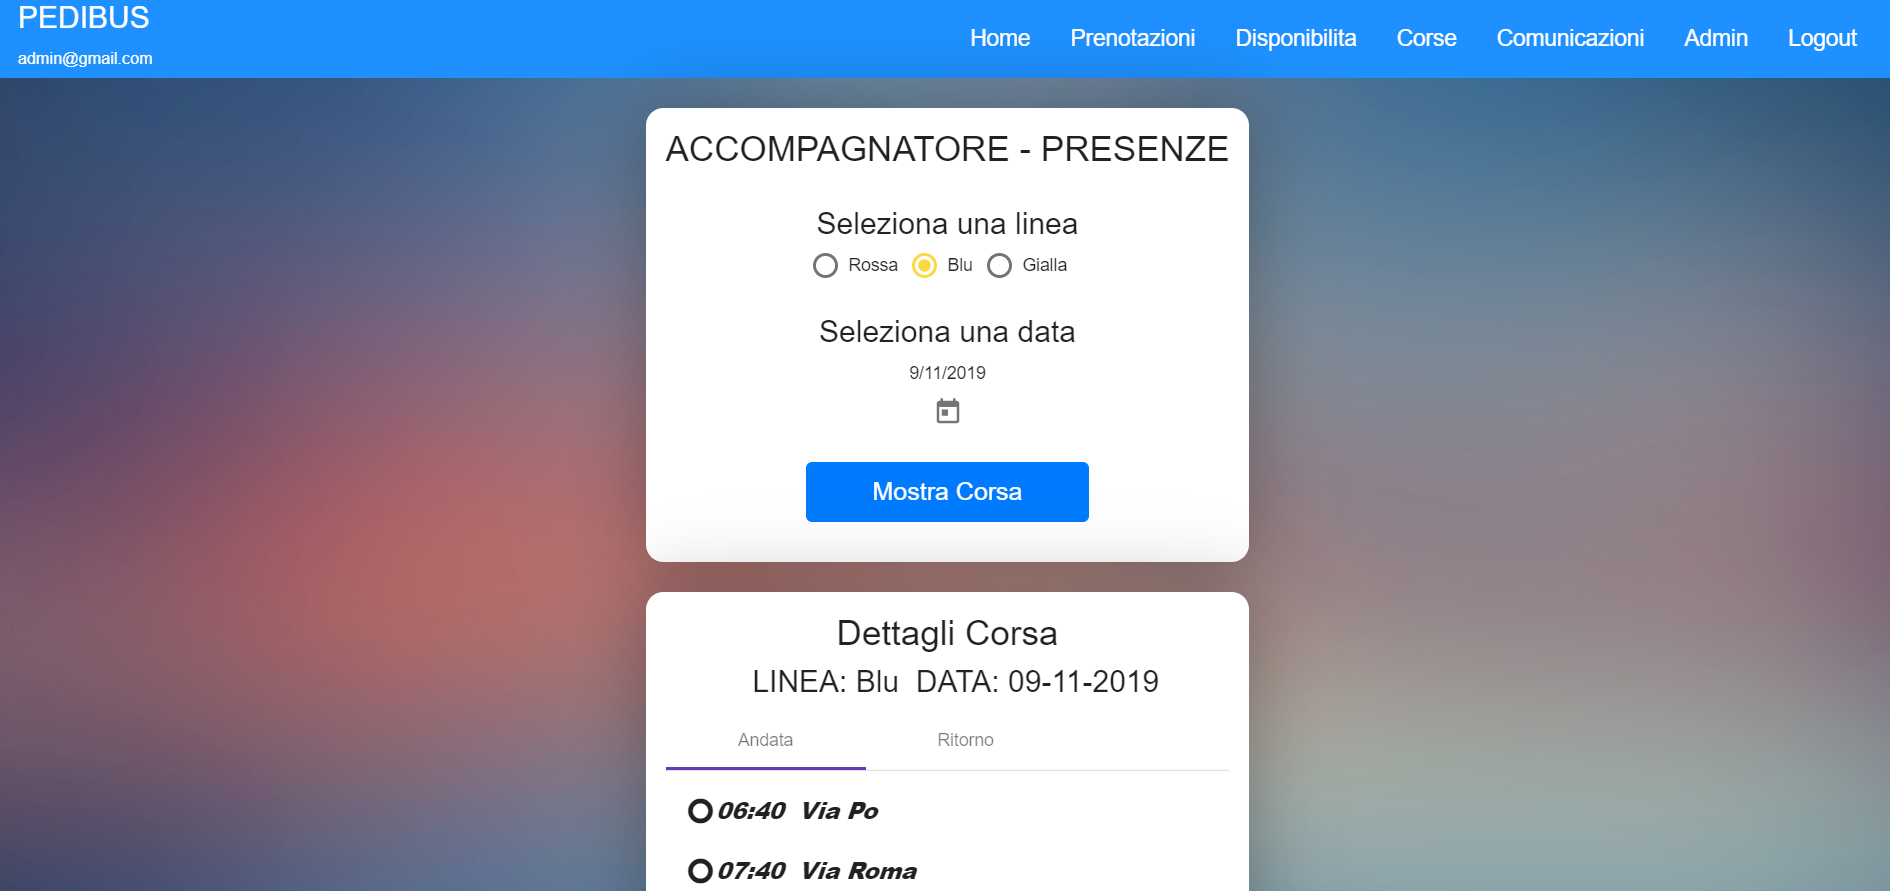 PEDIBUS
admin@gmail.com
Home Prenotazioni Disponibilita Corse Comunicazioni Admin Logout
ACCOMPAGNATORE - PRESENZE
Seleziona una linea
Rossa Blu Gialla
Seleziona una data
9/11/2019
Mostra Corsa
Dettagli Corsa
LINEA: Blu DATA: 09-11-2019
Andata Ritorno
06:40 Via Po
07:40 Via Roma